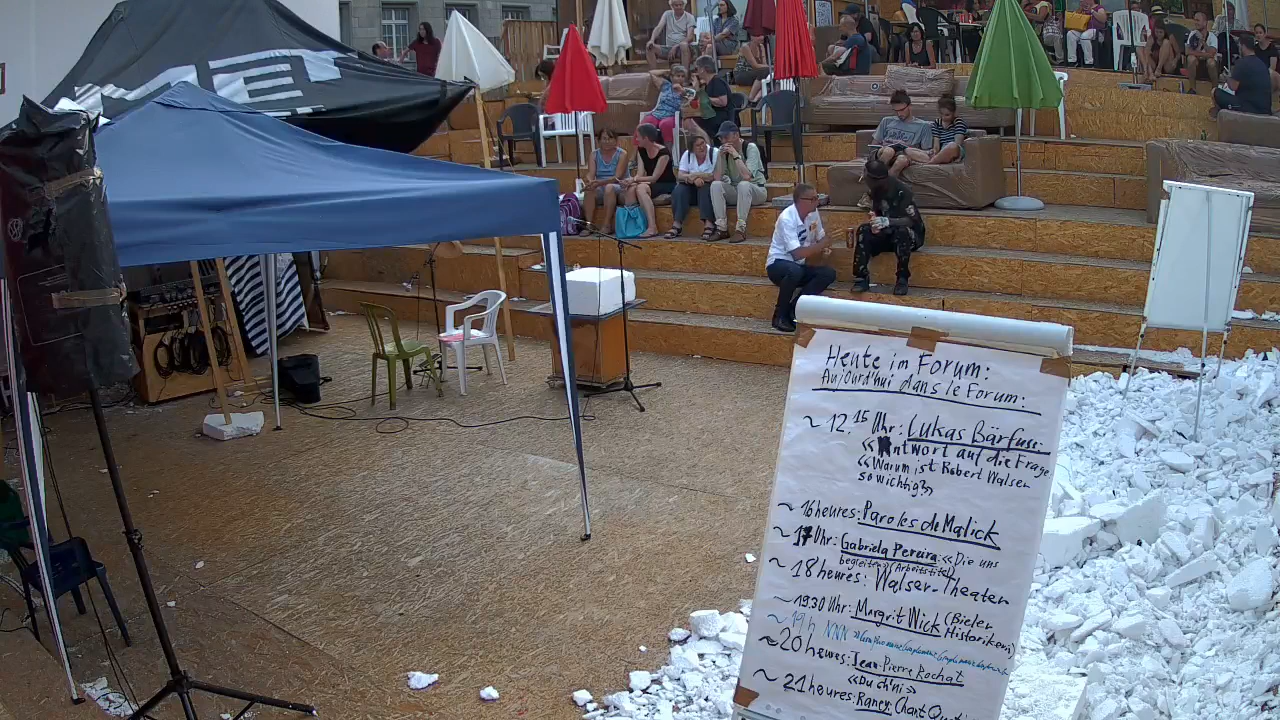 Heute im Forum:
Aujourd'hui dans le Forum:
~ 12.15 Uhr: Lukas Bärfuss:
«Antwort auf die Frage
«Warum ist Robert Walser
so wichtig?»
~ 16 heures: Paroles de Malick
~ 17 Uhr: Gabriela Pereira: «Die uns
begleiten» (Arbeitstitel)
~ 18 heures: Walser-Theater
~ 19.30 Uhr: Margrit Wick (Bieler
Historikerin)
~ 19h NNN
~ 20 heures: Jean-Pierre Rochat
«Du ch'ni»
~ 21 heures: Raney: Chant